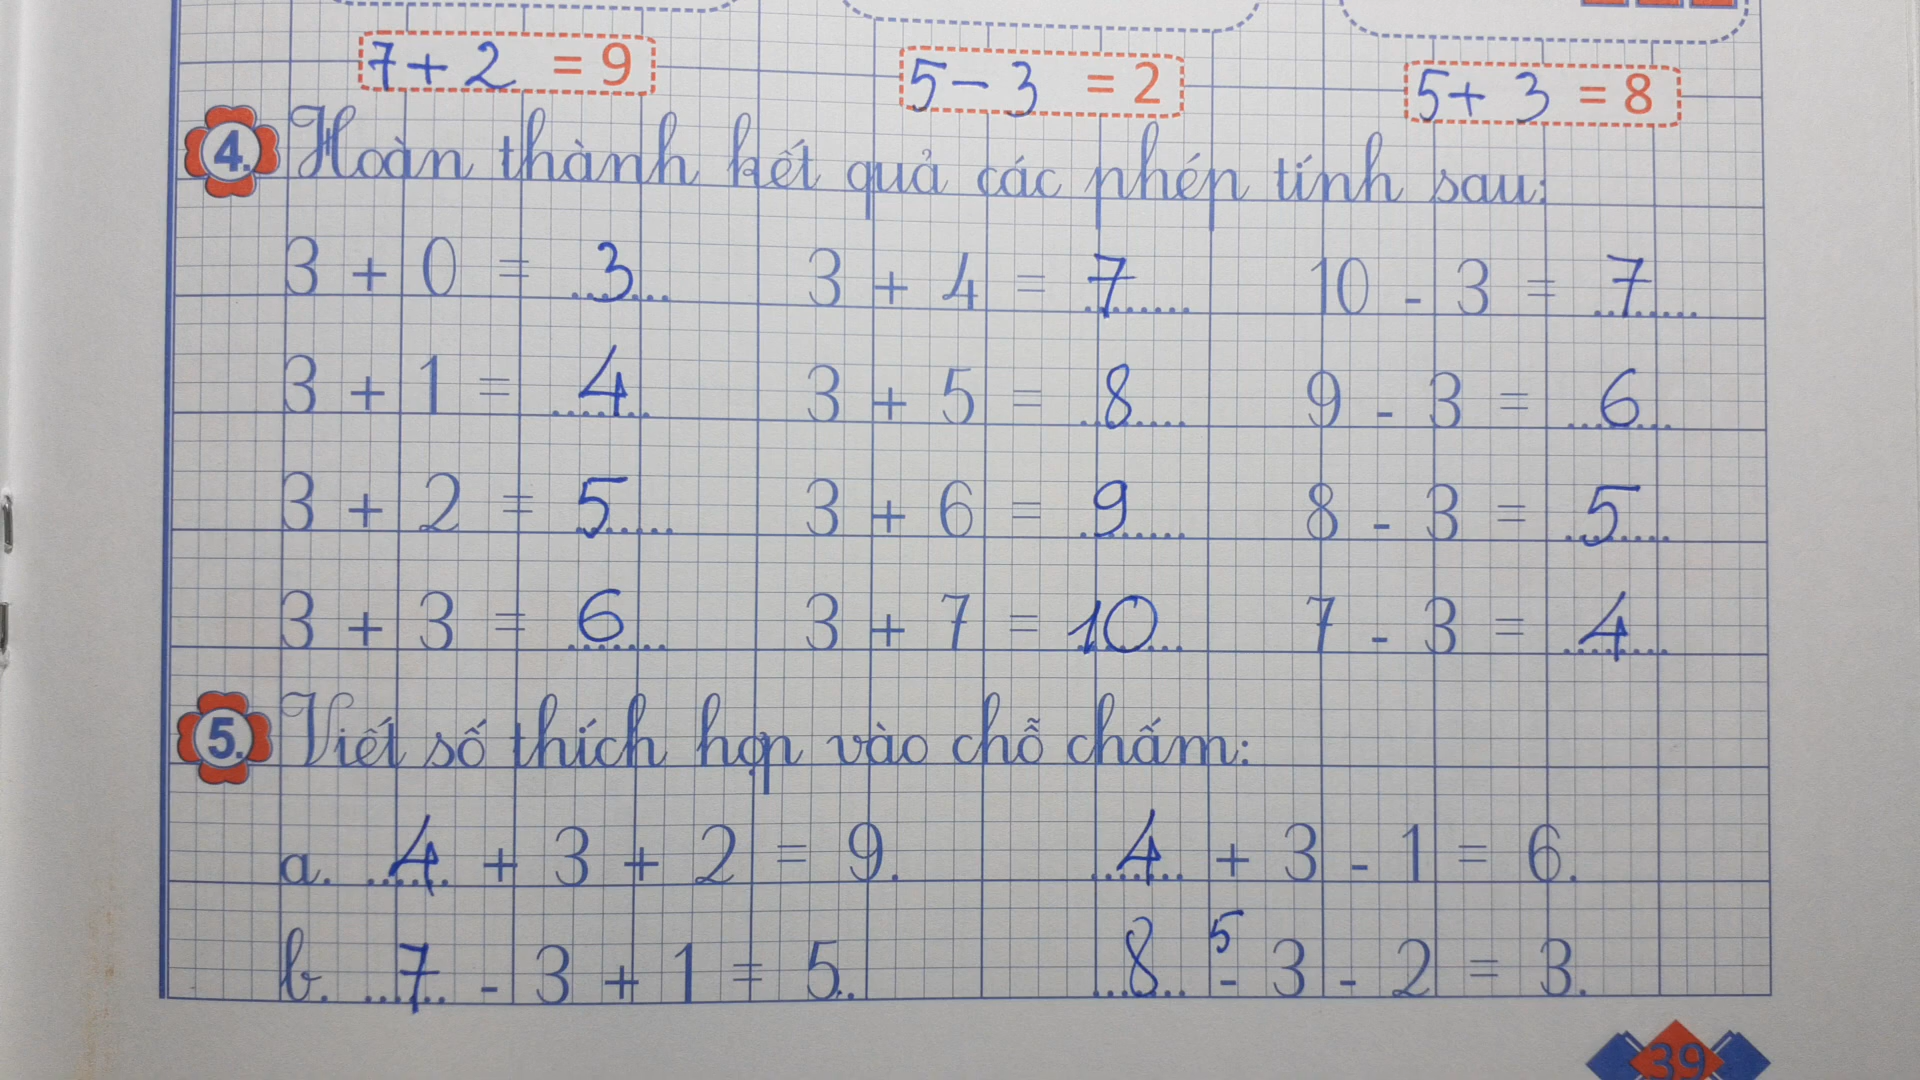 7 + 2 = 9 5 - 3 = 2 5 + 3 = 8
4. Hoàn thành kết quả các phép tính sau:
3 + 0 = ...3... 3 + 4 = ...7... 10 - 3 = ...7...
3 + 1 = ...4... 3 + 5 = ...8... 9 - 3 = ...6...
3 + 2 = ...5... 3 + 6 = ...9... 8 - 3 = ...5...
3 + 3 = ...6... 3 + 7 = ...10... 7 - 3 = ...4...
5. Viết số thích hợp vào chỗ chấm:
a. ...4... + 3 + 2 = 9. ...4... + 3 - 1 = 6.
5
b. ...7... - 3 + 1 = 5.. ...8... - 3 - 2 = 3.
39